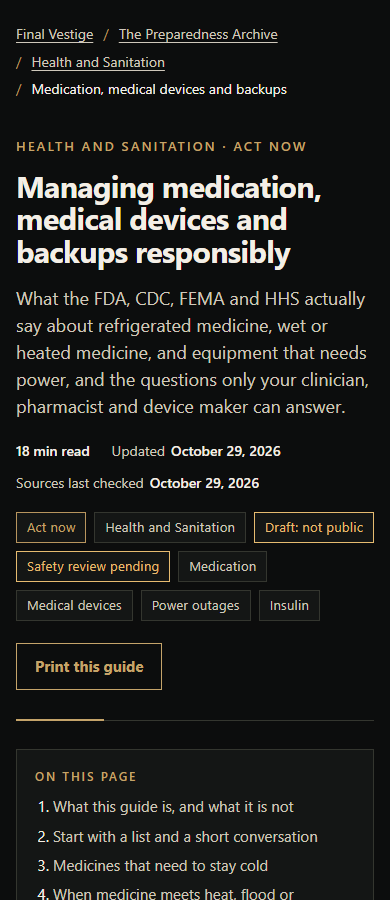 Final Vestige / The Preparedness Archive
/ Health and Sanitation
/ Medication, medical devices and backups
HEALTH AND SANITATION · ACT NOW
Managing medication,
medical devices and
backups responsibly
What the FDA, CDC, FEMA and HHS actually
say about refrigerated medicine, wet or
heated medicine, and equipment that needs
power, and the questions only your clinician,
pharmacist and device maker can answer.
18 min read Updated October 29, 2026
Sources last checked October 29, 2026
Act now Health and Sanitation Draft: not public
Safety review pending Medication
Medical devices Power outages Insulin
Print this guide
ON THIS PAGE
1. What this guide is, and what it is not
2. Start with a list and a short conversation
3. Medicines that need to stay cold
4. When medicine meets heat, flood or